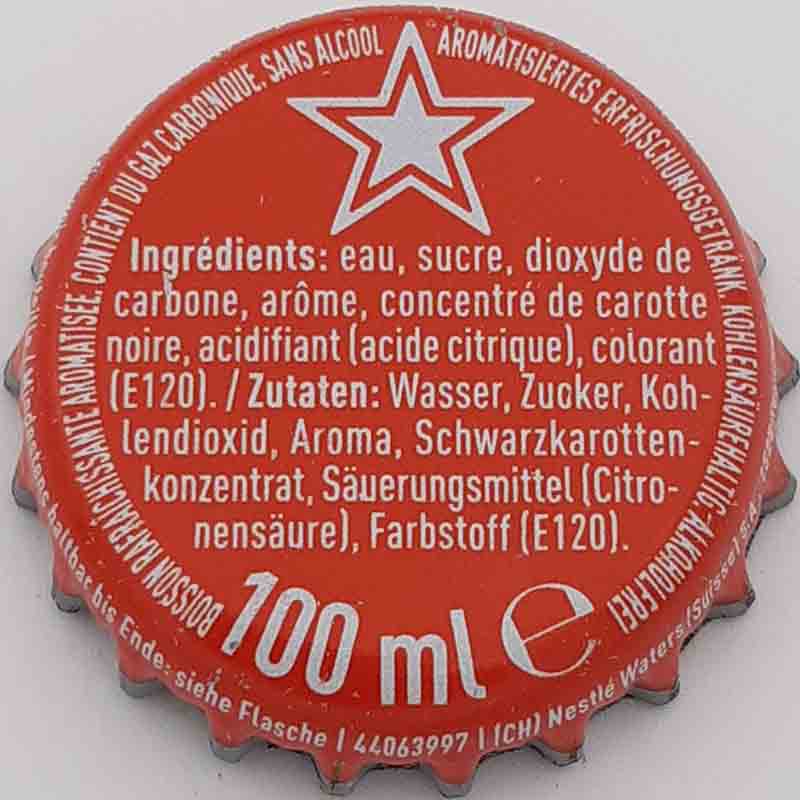 BOISSON RAFRAÎCHISSANTE AROMATISÉE. CONTIENT DU GAZ CARBONIQUE. SANS ALCOOL
AROMATISIERTES ERFRISCHUNGSGETRÄNK. KOHLENSÄUREHALTIG-ALKOHOLFREI
Ingrédients: eau, sucre, dioxyde de
carbone, arôme, concentré de carotte
noire, acidifiant (acide citrique), colorant
(E120). / Zutaten: Wasser, Zucker, Koh-
lendioxid, Aroma, Schwarzkarotten-
konzentrat, Säuerungsmittel (Citro-
nensäure), Farbstoff (E120).
100 ml ℮
Mindestens haltbar bis Ende: siehe Flasche | 44063997 | (CH) Nestlé Waters (Suisse) s.a.